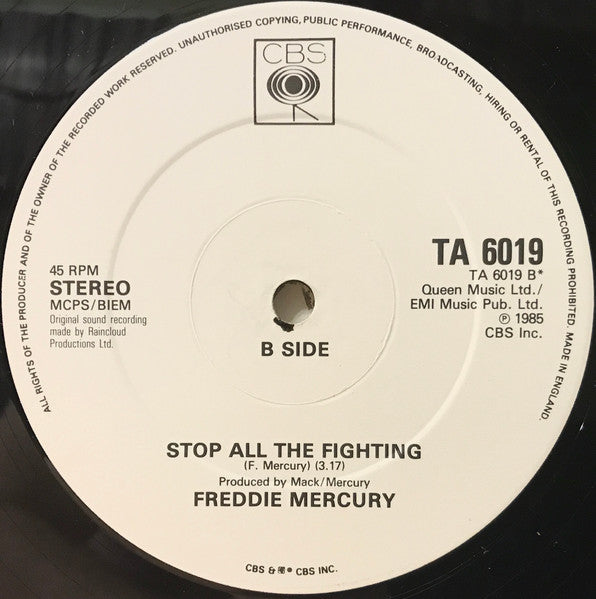 ALL RIGHTS OF THE PRODUCER AND OF THE OWNER OF THE RECORDED WORK RESERVED. UNAUTHORISED COPYING, PUBLIC PERFORMANCE, BROADCASTING, HIRING OR RENTAL OF THIS RECORDING PROHIBITED. MADE IN ENGLAND.
CBS
45 RPM
STEREO
MCPS/BIEM
Original sound recording
made by Raincloud
Productions Ltd.
TA 6019
TA 6019 B*
Queen Music Ltd./
EMI Music Pub. Ltd.
℗ 1985
CBS Inc.
B SIDE
STOP ALL THE FIGHTING
(F. Mercury) (3.17)
Produced by Mack/Mercury
FREDDIE MERCURY
CBS & ® CBS INC.